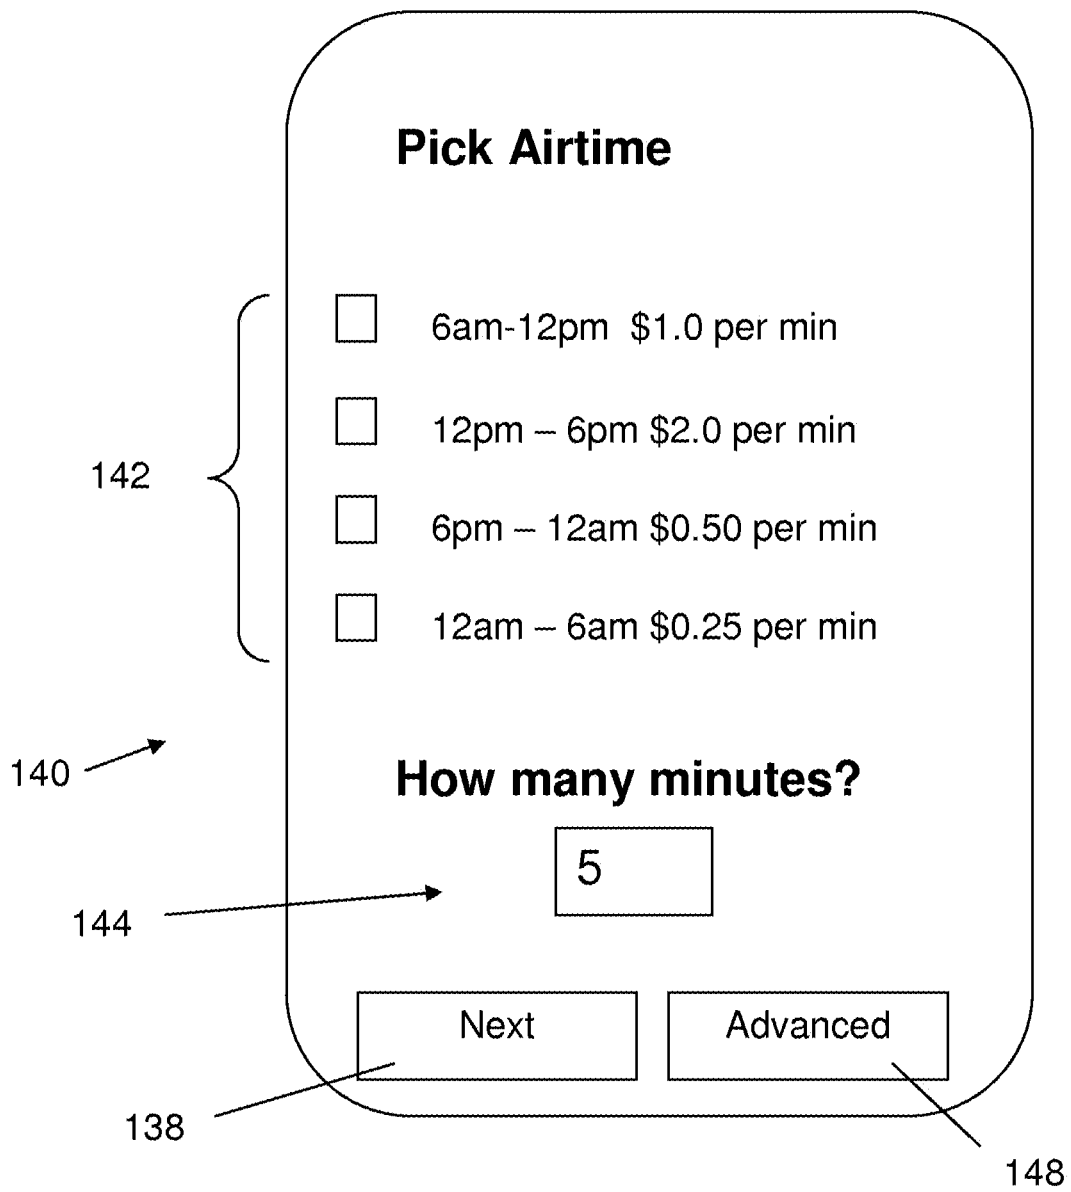 Pick Airtime
6am-12pm  $1.0 per min
12pm – 6pm $2.0 per min
142
6pm – 12am $0.50 per min
12am – 6am $0.25 per min
140
How many minutes?
5
144
Next
Advanced
138
148